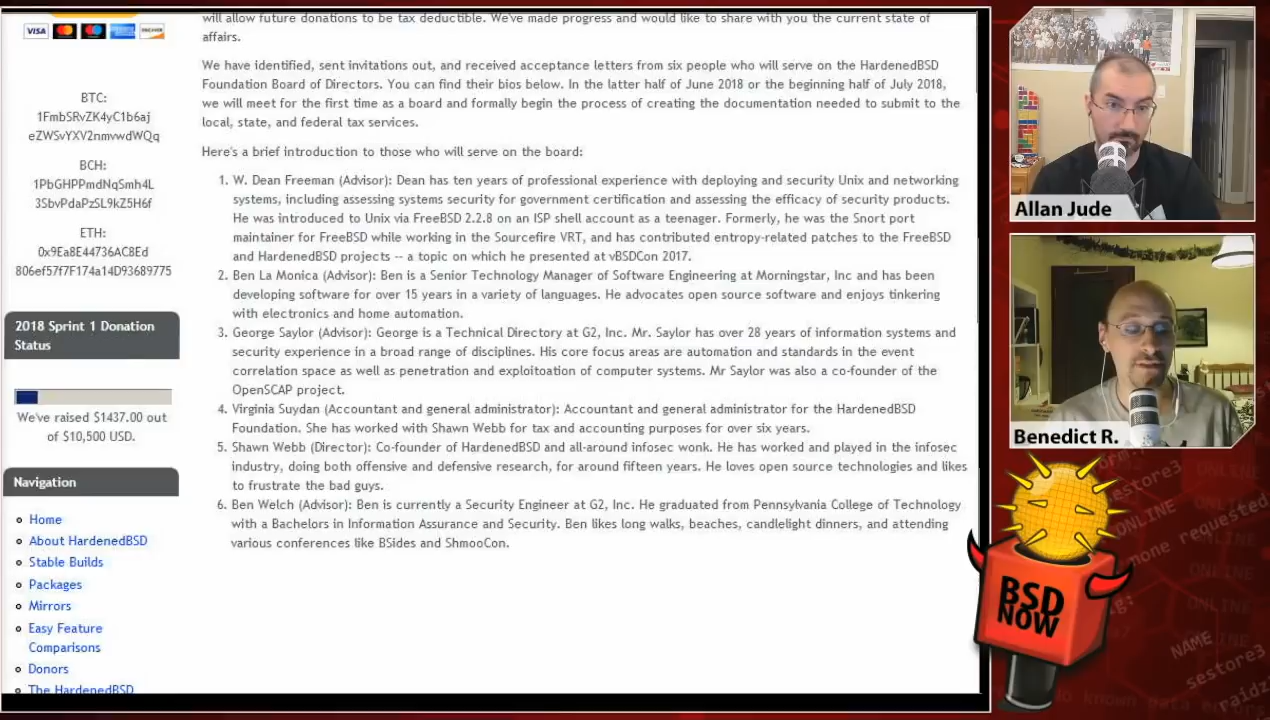 will allow future donations to be tax deductible. We've made progress and would like to share with you the current state of
affairs.
We have identified, sent invitations out, and received acceptance letters from six people who will serve on the HardenedBSD
Foundation Board of Directors. You can find their bios below. In the latter half of June 2018 or the beginning half of July 2018,
we will meet for the first time as a board and formally begin the process of creating the documentation needed to submit to the
local, state, and federal tax services.
Here's a brief introduction to those who will serve on the board:
1. W. Dean Freeman (Advisor): Dean has ten years of professional experience with deploying and security Unix and networking
systems, including assessing systems security for government certification and assessing the efficacy of security products.
He was introduced to Unix via FreeBSD 2.2.8 on an ISP shell account as a teenager. Formerly, he was the Snort port
maintainer for FreeBSD while working in the Sourcefire VRT, and has contributed entropy-related patches to the FreeBSD
and HardenedBSD projects -- a topic on which he presented at vBSDCon 2017.
2. Ben La Monica (Advisor): Ben is a Senior Technology Manager of Software Engineering at Morningstar, Inc and has been
developing software for over 15 years in a variety of languages. He advocates open source software and enjoys tinkering
with electronics and home automation.
3. George Saylor (Advisor): George is a Technical Directory at G2, Inc. Mr. Saylor has over 28 years of information systems and
security experience in a broad range of disciplines. His core focus areas are automation and standards in the event
correlation space as well as penetration and exploitoation of computer systems. Mr Saylor was also a co-founder of the
OpenSCAP project.
4. Virginia Suydan (Accountant and general administrator): Accountant and general administrator for the HardenedBSD
Foundation. She has worked with Shawn Webb for tax and accounting purposes for over six years.
5. Shawn Webb (Director): Co-founder of HardenedBSD and all-around infosec wonk. He has worked and played in the infosec
industry, doing both offensive and defensive research, for around fifteen years. He loves open source technologies and likes
to frustrate the bad guys.
6. Ben Welch (Advisor): Ben is currently a Security Engineer at G2, Inc. He graduated from Pennsylvania College of Technology
with a Bachelors in Information Assurance and Security. Ben likes long walks, beaches, candlelight dinners, and attending
various conferences like BSides and ShmooCon.
VISA
BTC:
1FmbSRvZK4yC1b6aj
eZWSvYXV2nmvwdWQq
BCH:
1PbGHPPmdNqSmh4L
3SbvPdaPzSL9kZ5H6f
ETH:
0x9Ea8E44736AC8Ed
806ef57f7F174a14D93689775
2018 Sprint 1 Donation
Status
We've raised $1437.00 out
of $10,500 USD.
Navigation
Home
About HardenedBSD
Stable Builds
Packages
Mirrors
Easy Feature
Comparisons
Donors
The HardenedBSD
Allan Jude
Benedict R.
BSD
NOW
ONLINE
none requested
ONLINE
NAME
sestore3